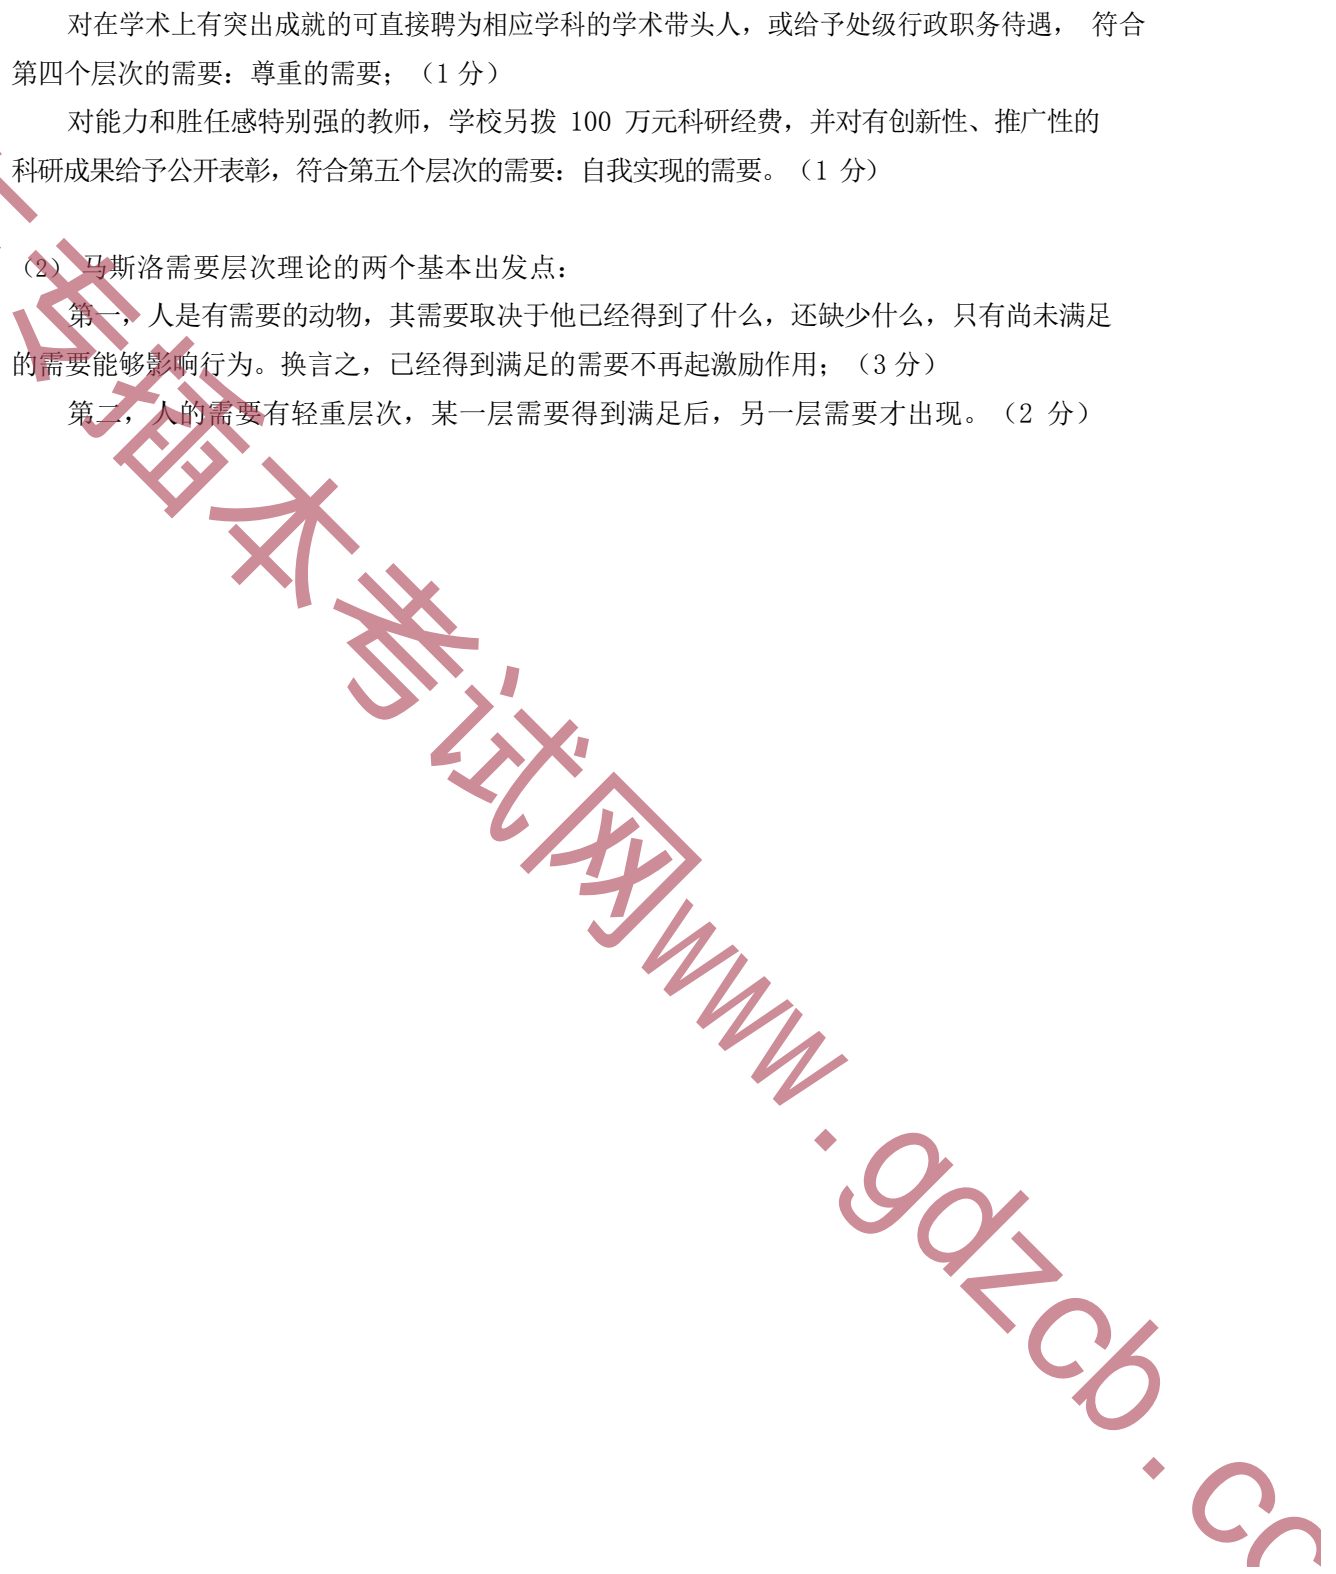 对在学术上有突出成就的可直接聘为相应学科的学术带头人，或给予处级行政职务待遇， 符合
第四个层次的需要：尊重的需要；（1 分）
对能力和胜任感特别强的教师，学校另拨 100 万元科研经费，并对有创新性、推广性的
科研成果给予公开表彰，符合第五个层次的需要：自我实现的需要。（1 分）
（2） 马斯洛需要层次理论的两个基本出发点：
第一，人是有需要的动物，其需要取决于他已经得到了什么，还缺少什么，只有尚未满足
的需要能够影响行为。换言之，已经得到满足的需要不再起激励作用；（3 分）
第二，人的需要有轻重层次，某一层需要得到满足后，另一层需要才出现。（2 分）
专插本考试网www.gdzcb.co